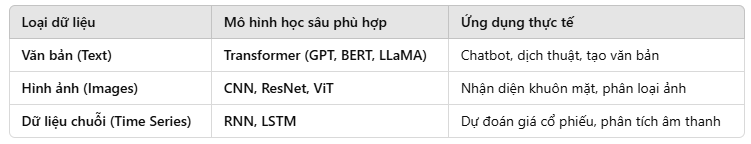 Loại dữ liệu Mô hình học sâu phù hợp Ứng dụng thực tế
Văn bản (Text) Transformer (GPT, BERT, LLaMA) Chatbot, dịch thuật, tạo văn bản
Hình ảnh (Images) CNN, ResNet, ViT Nhận diện khuôn mặt, phân loại ảnh
Dữ liệu chuỗi (Time Series) RNN, LSTM Dự đoán giá cổ phiếu, phân tích âm thanh